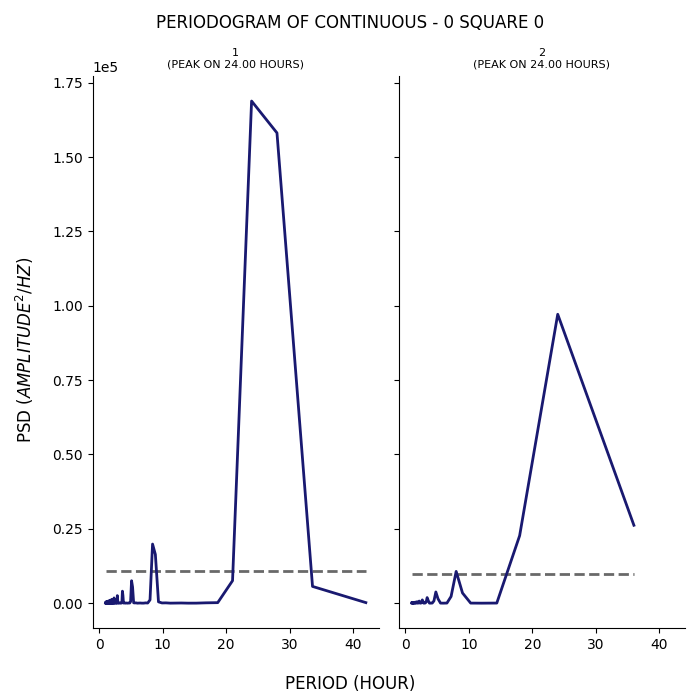 PERIODOGRAM OF CONTINUOUS - 0 SQUARE 0
1
(PEAK ON 24.00 HOURS)
2
(PEAK ON 24.00 HOURS)
1e5
1.75
1.50
1.25
1.00
0.75
0.50
0.25
0.00
PSD (AMPLITUDE²/HZ)
0 10 20 30 40
0 10 20 30 40
PERIOD (HOUR)